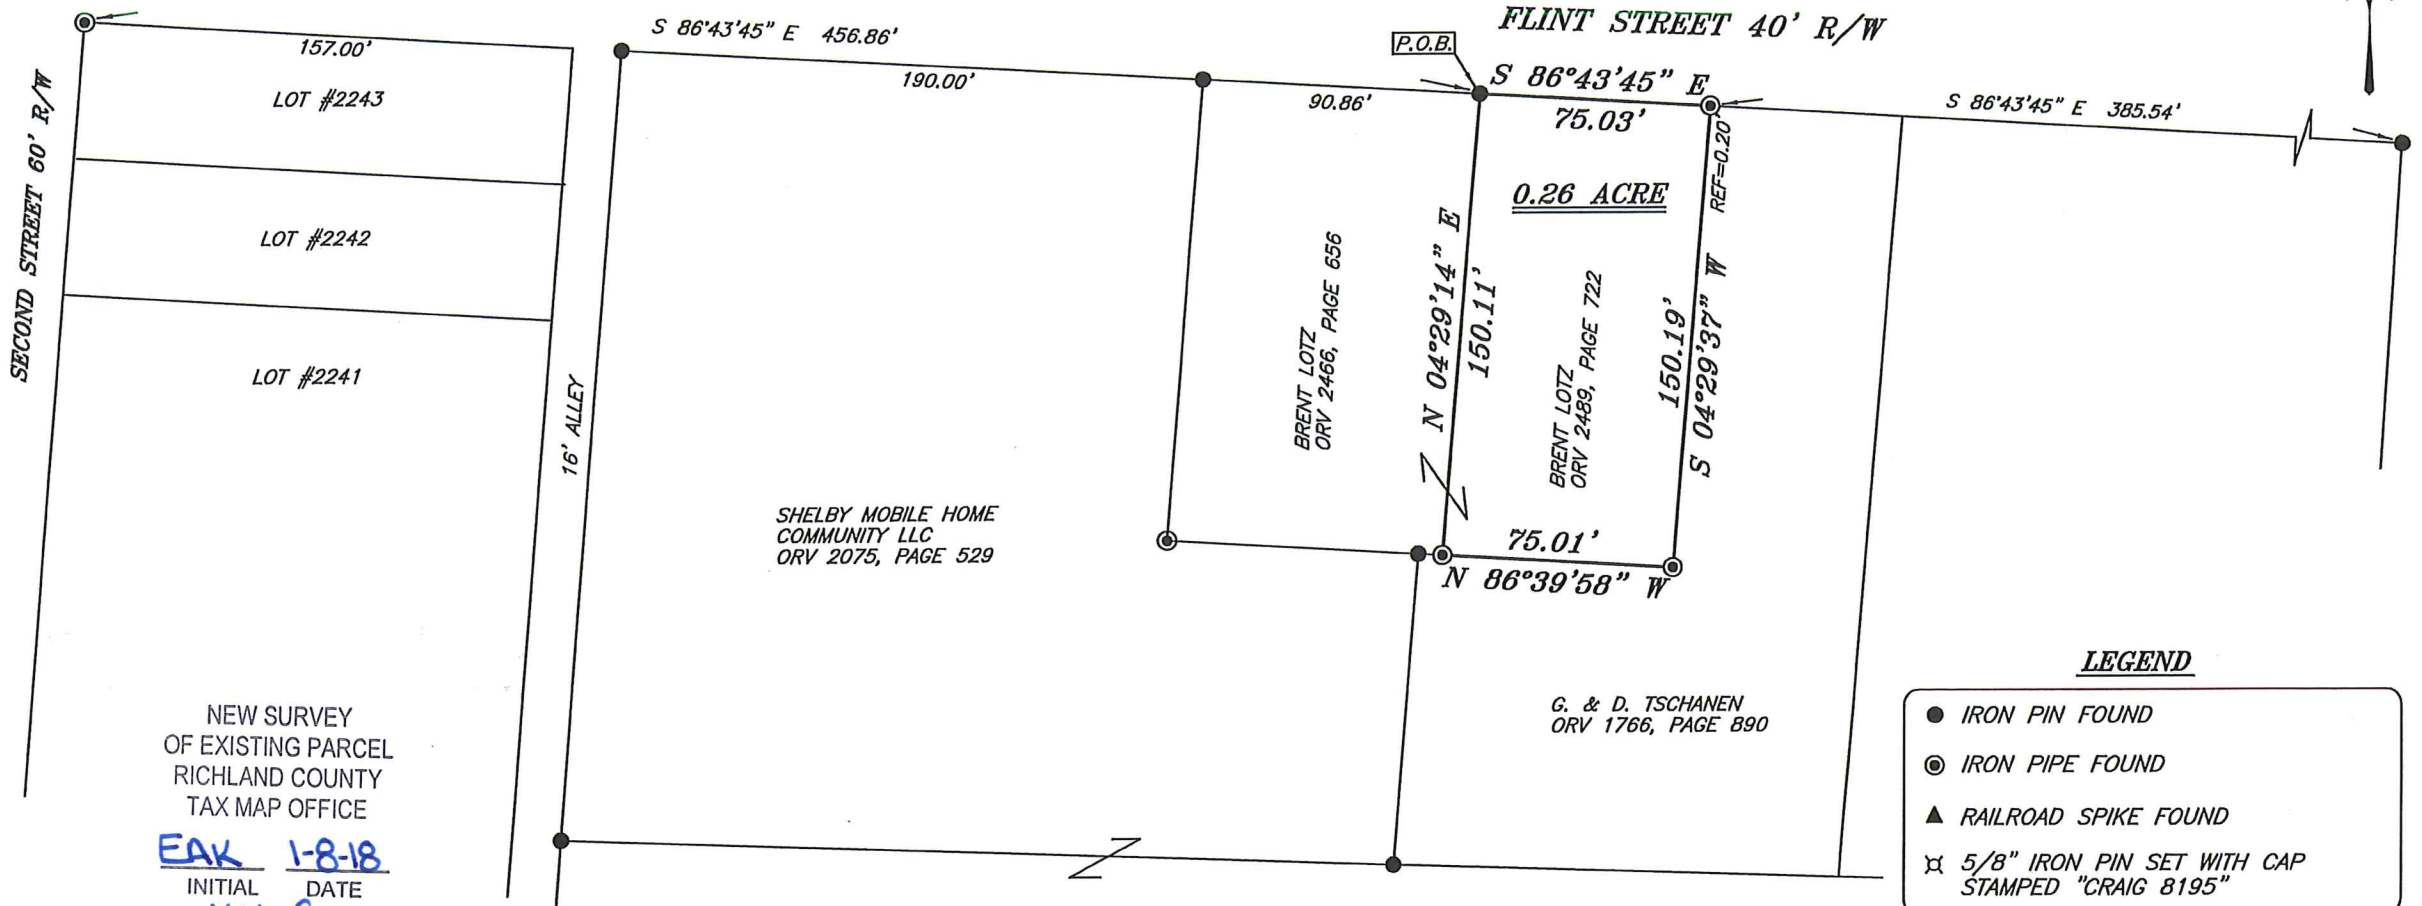 FLINT STREET 40' R/W
P.O.B.
S 86°43'45" E 456.86'
157.00'
190.00'
90.86'
S 86°43'45" E
75.03'
S 86°43'45" E 385.54'
SECOND STREET 60' R/W
LOT #2243
LOT #2242
LOT #2241
16' ALLEY
SHELBY MOBILE HOME
COMMUNITY LLC
ORV 2075, PAGE 529
BRENT LOTZ
ORV 2466, PAGE 656
N 04°29'14" E
150.11'
0.26 ACRE
BRENT LOTZ
ORV 2489, PAGE 722
REF=0.20'
150.19'
S 04°29'37" W
75.01'
N 86°39'58" W
G. & D. TSCHANEN
ORV 1766, PAGE 890
NEW SURVEY
OF EXISTING PARCEL
RICHLAND COUNTY
TAX MAP OFFICE
EAK 1-8-18
INITIAL DATE
LEGEND
IRON PIN FOUND
IRON PIPE FOUND
RAILROAD SPIKE FOUND
5/8" IRON PIN SET WITH CAP
STAMPED "CRAIG 8195"